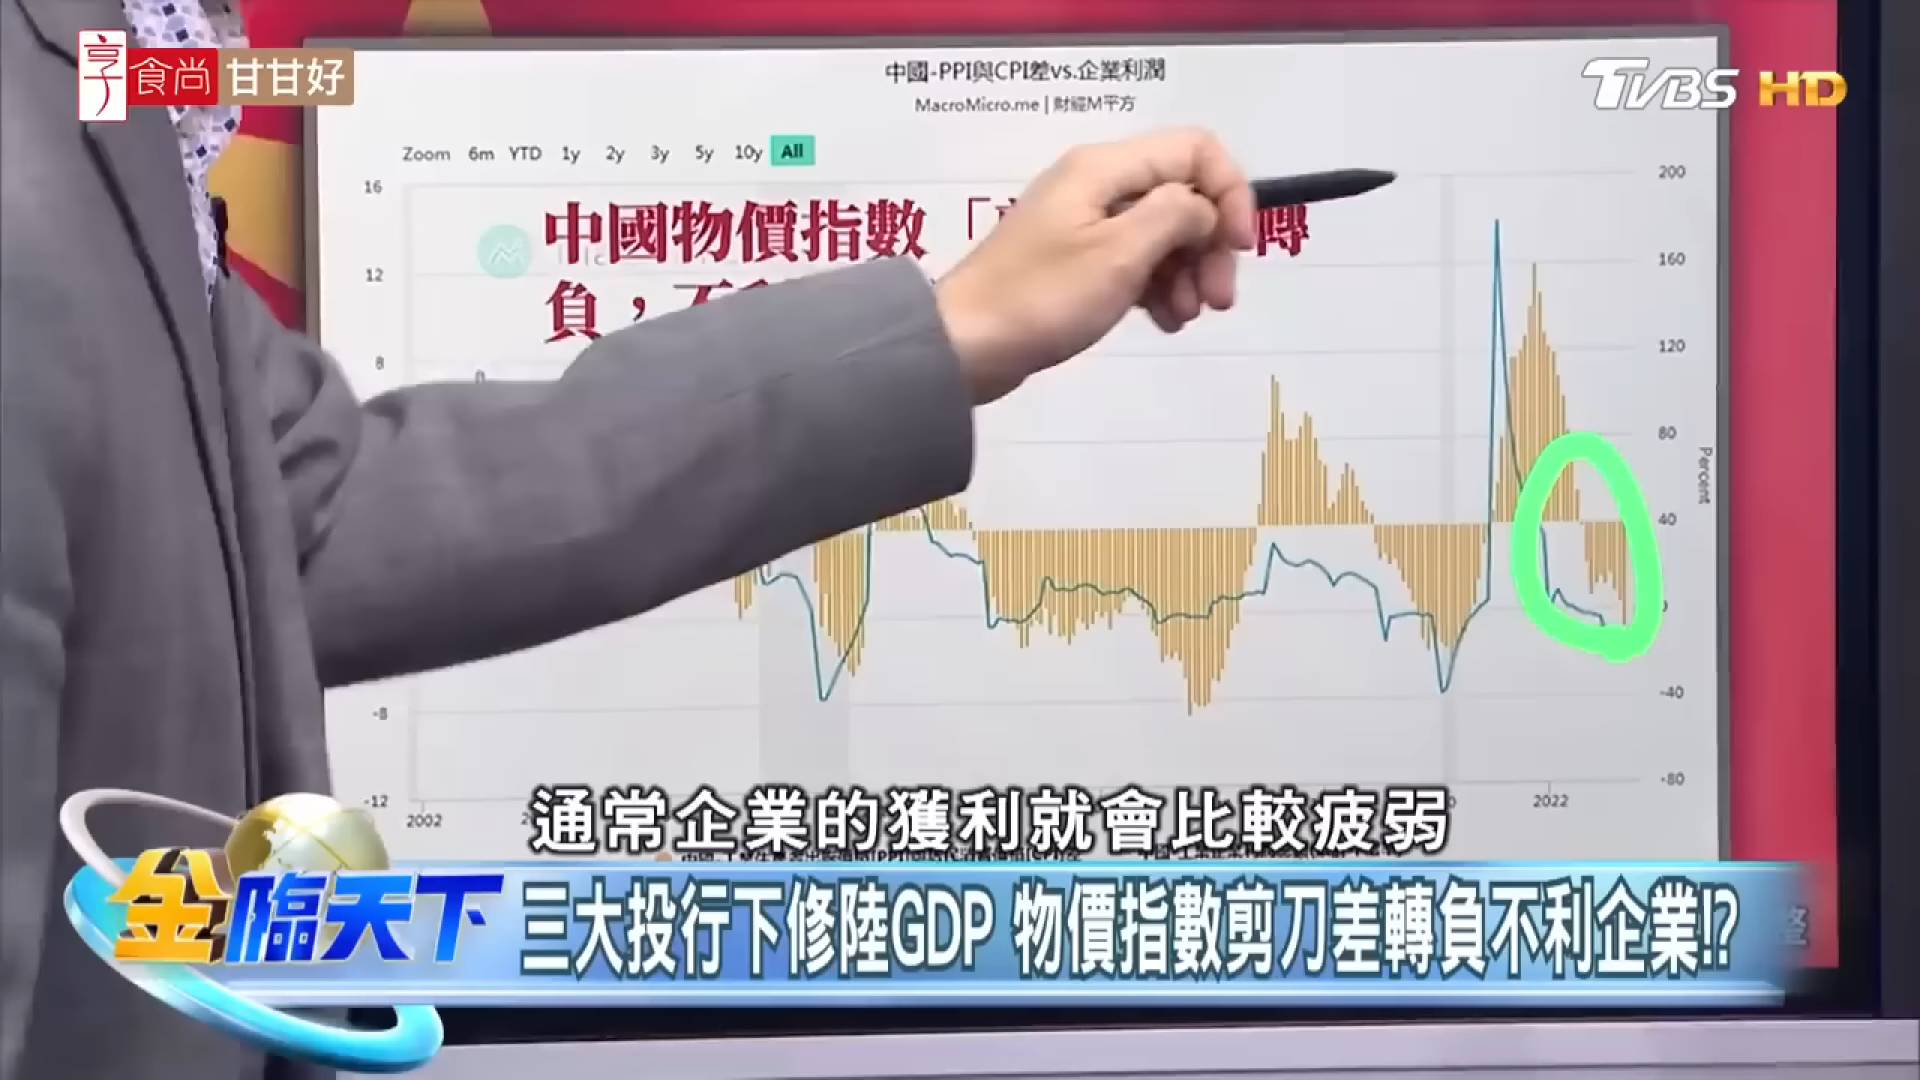 享
食尚
甘甘好
TVBS HD
中國-PPI與CPI差vs.企業利潤
MacroMicro.me | 財經M平方
Zoom 6m YTD 1y 2y 3y 5y 10y All
16
12
8
-8
-12
200
160
120
80
40
0
-40
-80
Percent
中國物價指數「
轉
負，不
2002
2022
通常企業的獲利就會比較疲弱
金臨天下
三大投行下修陸GDP 物價指數剪刀差轉負不利企業!?